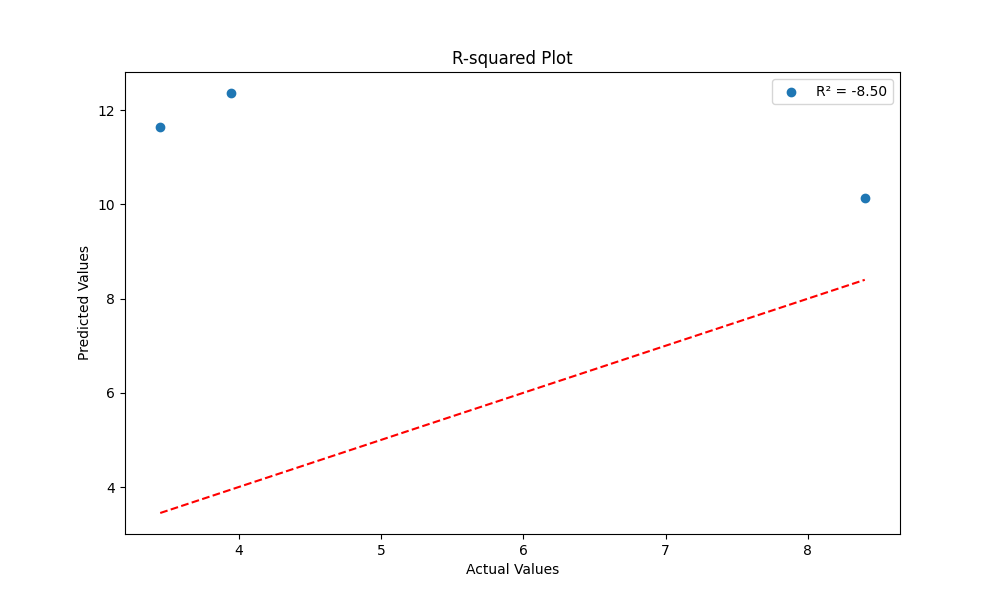 R-squared Plot
R² = -8.50
12
10
8
6
4
Predicted Values
4 5 6 7 8
Actual Values